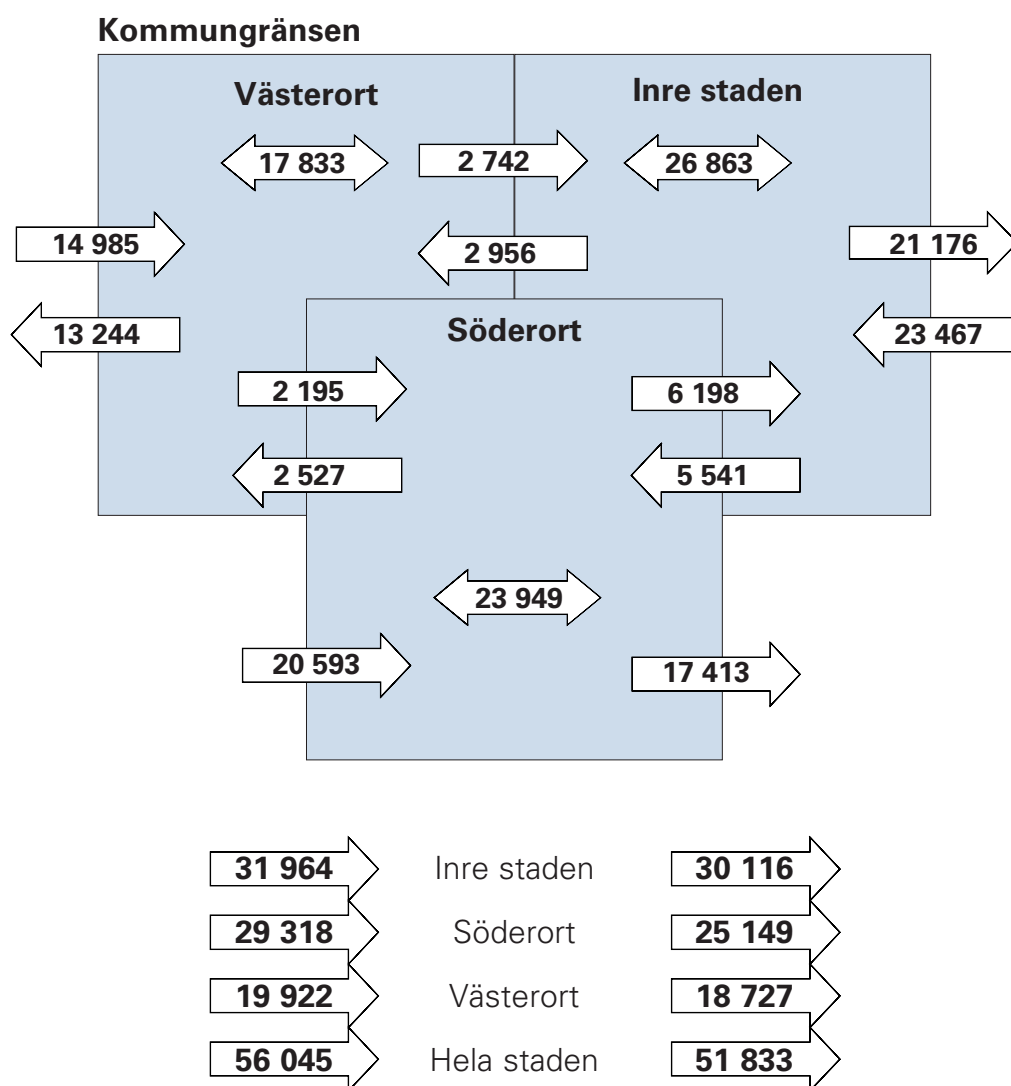 Kommungränsen
Västerort Inre staden
17 833 2 742 26 863
14 985 2 956 21 176
13 244 Söderort 23 467
2 195 6 198
2 527 5 541
23 949
20 593 17 413
31 964 Inre staden 30 116
29 318 Söderort 25 149
19 922 Västerort 18 727
56 045 Hela staden 51 833